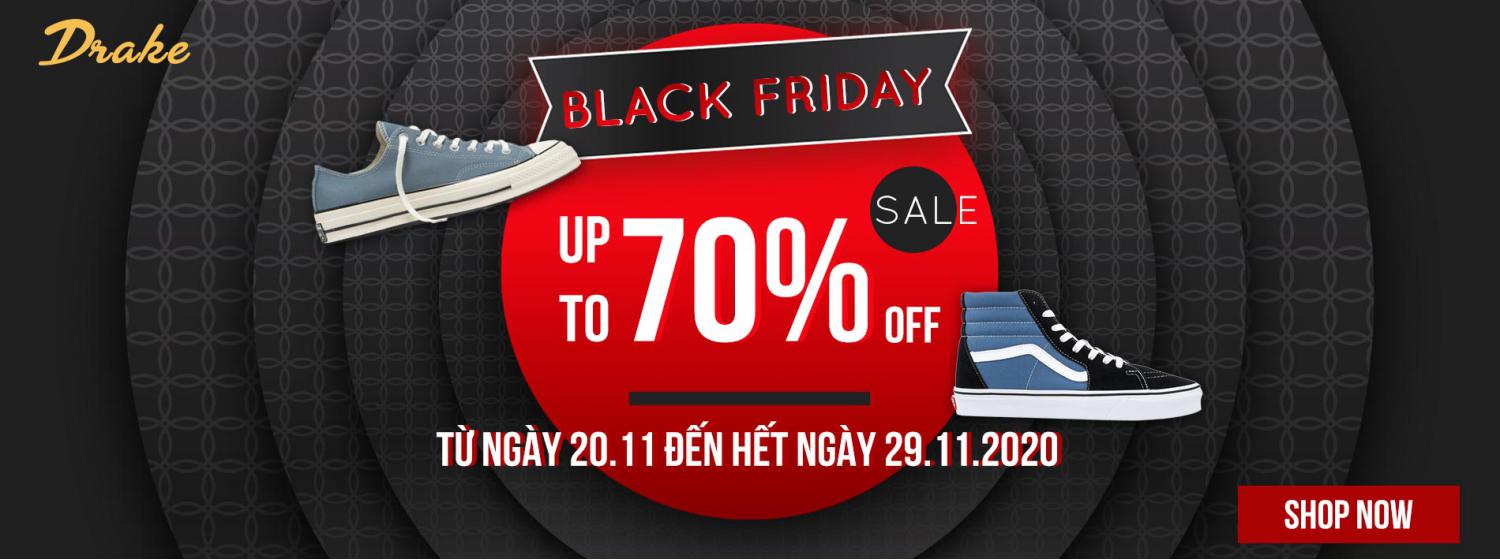 Drake
BLACK FRIDAY
SALE
UP TO 70% OFF
TỪ NGÀY 20.11 ĐẾN HẾT NGÀY 29.11.2020
SHOP NOW